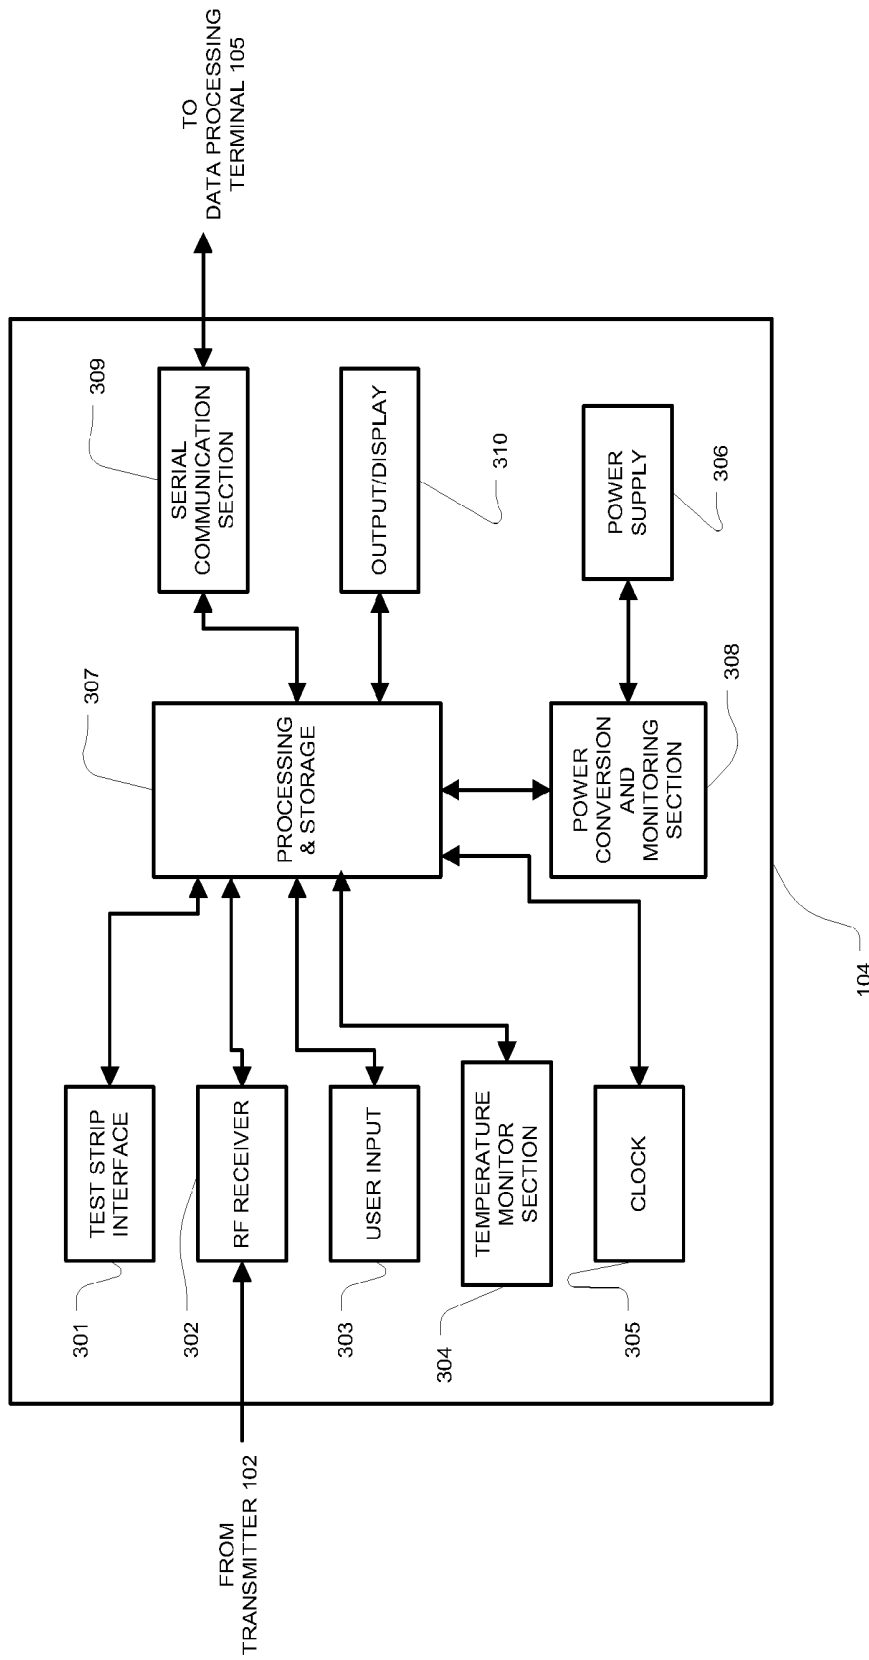 TO
DATA PROCESSING
TERMINAL 105
309
SERIAL
COMMUNICATION
SECTION
OUTPUT/DISPLAY
310
POWER
SUPPLY
306
307
PROCESSING
& STORAGE
POWER
CONVERSION
AND
MONITORING
SECTION
308
TEST STRIP
INTERFACE
301
RF RECEIVER
302
USER INPUT
303
TEMPERATURE
MONITOR
SECTION
304
CLOCK
305
104
FROM
TRANSMITTER 102